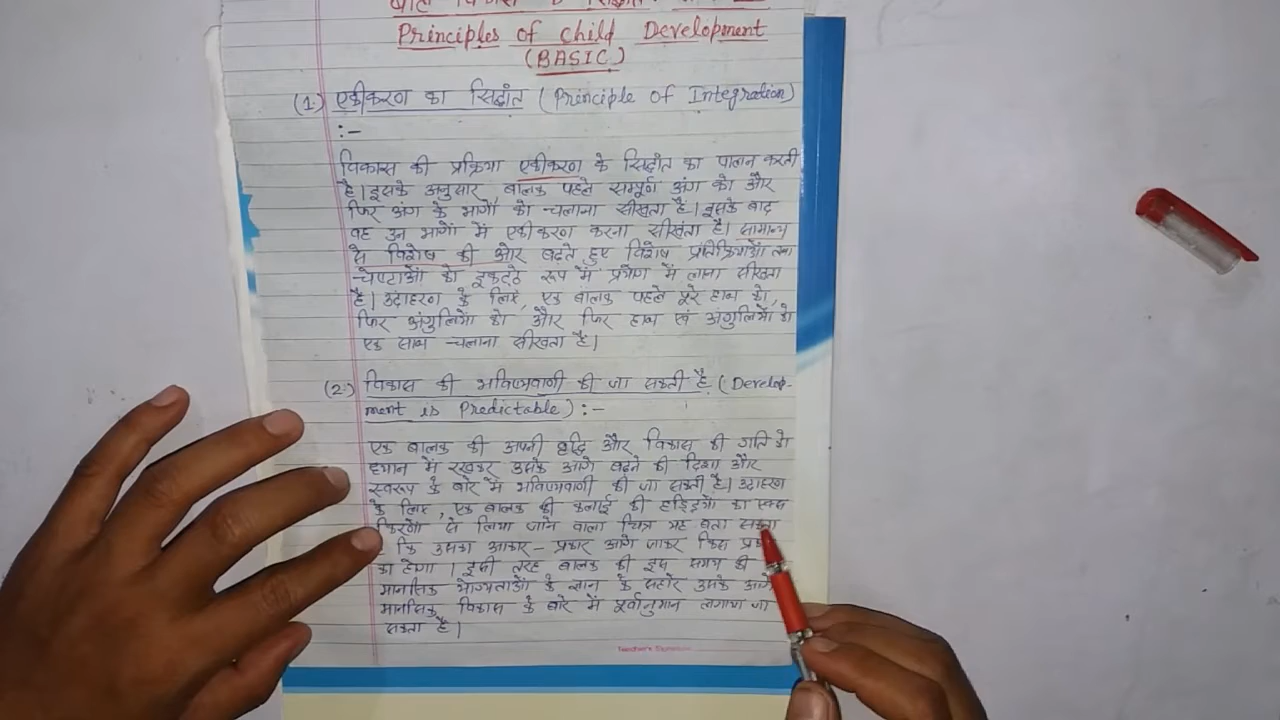 बाल विकास के सिद्धांत
Principles of Child Development
(BASIC)
(1.) एकीकरण का सिद्धांत (Principle of Integration)
:-
विकास की प्रक्रिया एकीकरण के सिद्धांत का पालन करती
है। इसके अनुसार बालक पहले सम्पूर्ण अंग को और
फिर अंग के भागों को चलाना सीखता है। इसके बाद
वह उन भागों में एकीकरण करना सीखता है। सामान्य
से विशेष की ओर बढते हुए विशेष प्रतिक्रियाओं तथा
चेष्टाओं को इकट्ठे रूप में प्रयोग में लाना सीखता
है। उदाहरण के लिए, एक बालक पहले पूरे हाथ को,
फिर अंगुलियों को और फिर हाथ एवं अंगुलियों को
एक साथ चलाना सीखता है।
(2.) विकास की भविष्यवाणी की जा सकती है (Develop-
ment is Predictable) :-
एक बालक की अपनी वृद्धि और विकास की गति को
ध्यान में रखकर उसके आगे बढने की दिशा और
स्वरूप के बारे में भविष्यवाणी की जा सकती है। उदाहरण
के लिए, एक बालक की कलाई की हड्डियों का एक्स
किरणों से लिया जाने वाला चित्र यह बता सकता
कि उसका आकार - प्रकार आगे जाकर किस
का होगा। इसी तरह बालक की इस समय की
मानसिक योग्यताओं के ज्ञान के सहारे उसके आगे
मानसिक विकास के बारे में पूर्वानुमान लगाया जा
सकता है।
Teacher's Signature